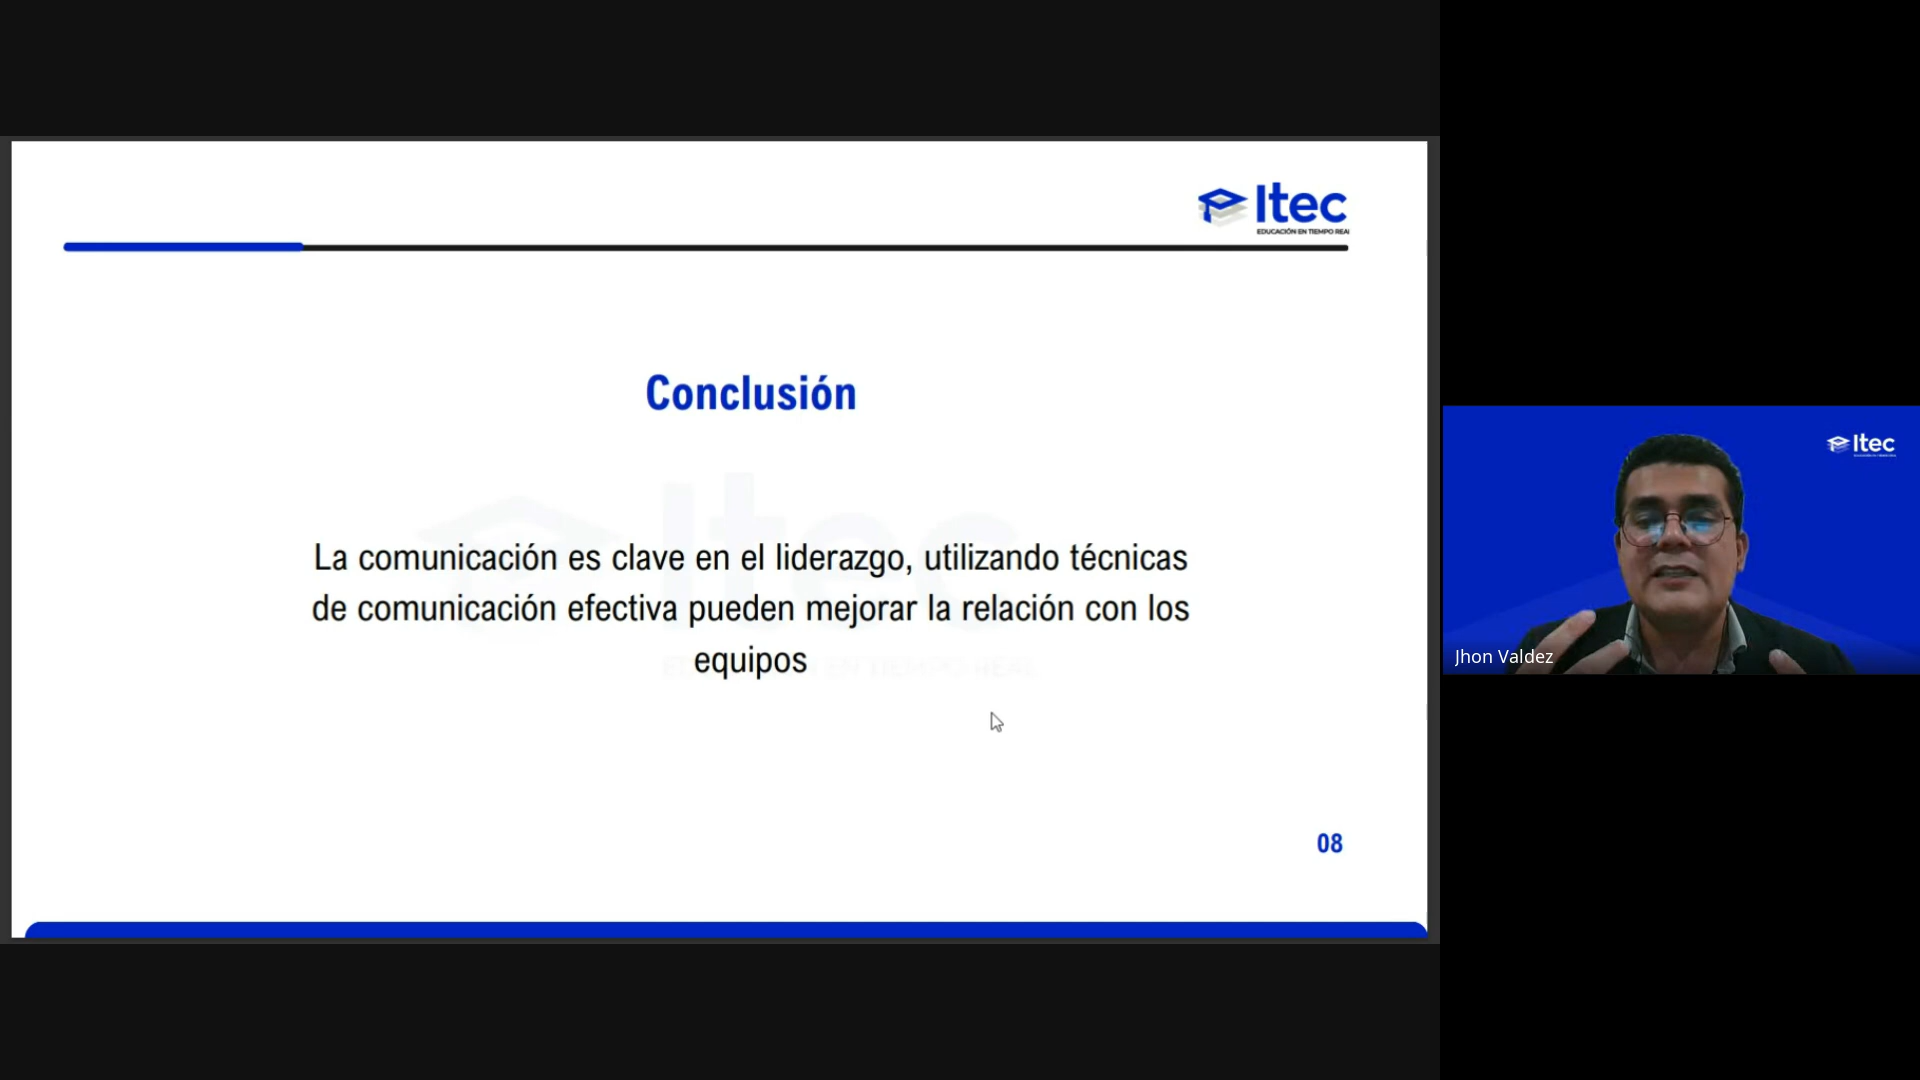 Itec
EDUCACIÓN EN TIEMPO REAL
Conclusión
La comunicación es clave en el liderazgo, utilizando técnicas
de comunicación efectiva pueden mejorar la relación con los
equipos
08
Itec
Jhon Valdez